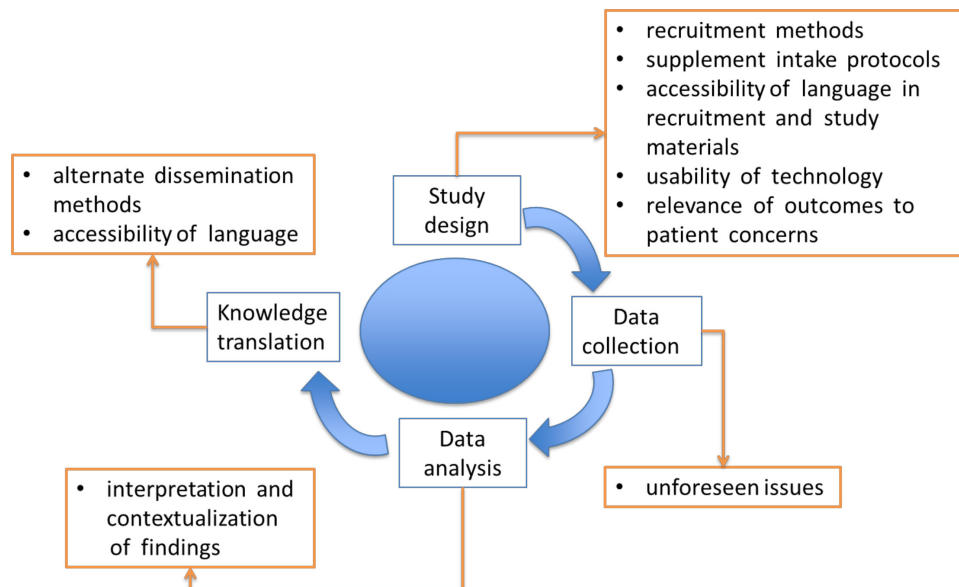 • recruitment methods
• supplement intake protocols
• accessibility of language in
recruitment and study
materials
• usability of technology
• relevance of outcomes to
patient concerns
Study
design
• alternate dissemination
methods
• accessibility of language
Knowledge
translation
Data
collection
Data
analysis
• unforeseen issues
• interpretation and
contextualization
of findings